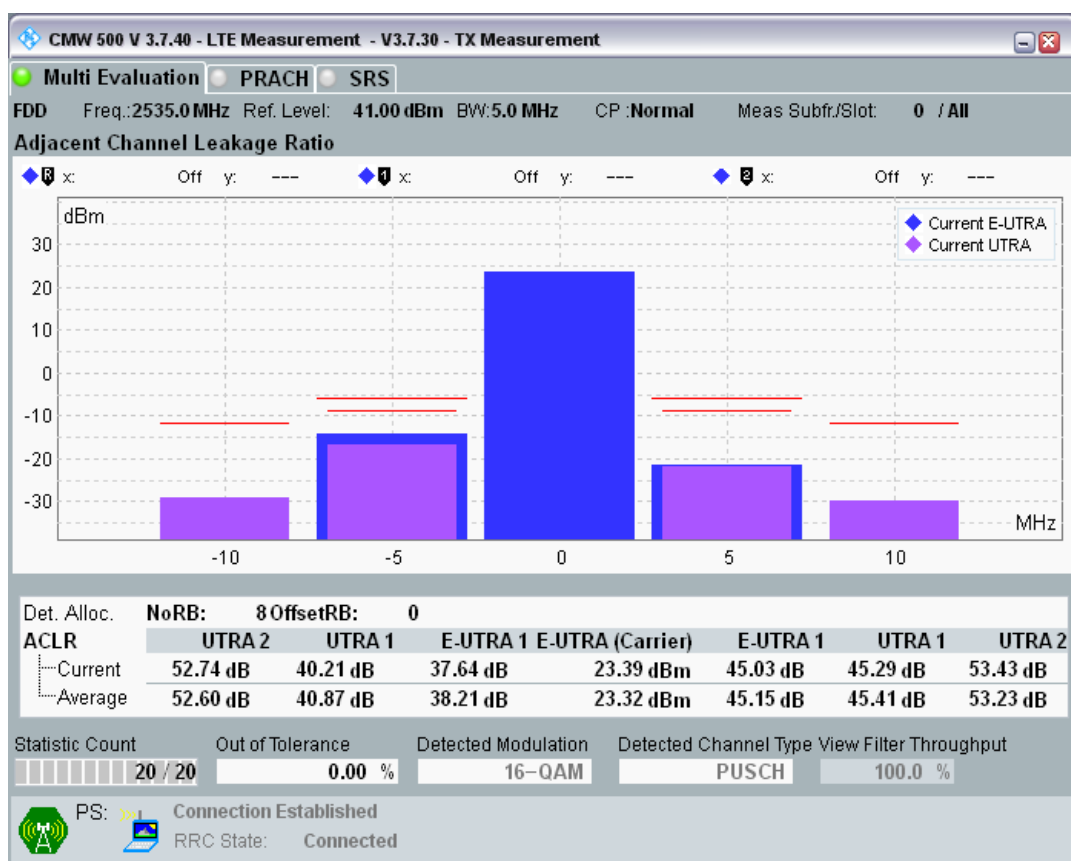 CMW 500 V 3.7.40 - LTE Measurement - V3.7.30 - TX Measurement
Multi Evaluation PRACH SRS
FDD Freq.:2535.0 MHz Ref. Level: 41.00 dBm BW:5.0 MHz CP :Normal Meas Subfr./Slot: 0 / All
Adjacent Channel Leakage Ratio
R x: Off y: --- 1 x: Off y: --- 2 x: Off y: ---
dBm
Current E-UTRA
Current UTRA
30
20
10
0
-10
-20
-30
MHz
-10 -5 0 5 10
Det. Alloc. NoRB: 8 OffsetRB: 0
ACLR UTRA 2 UTRA 1 E-UTRA 1 E-UTRA (Carrier) E-UTRA 1 UTRA 1 UTRA 2
Current 52.74 dB 40.21 dB 37.64 dB 23.39 dBm 45.03 dB 45.29 dB 53.43 dB
Average 52.60 dB 40.87 dB 38.21 dB 23.32 dBm 45.15 dB 45.41 dB 53.23 dB
Statistic Count Out of Tolerance Detected Modulation Detected Channel Type View Filter Throughput
20 / 20 0.00 % 16-QAM PUSCH 100.0 %
PS: Connection Established
RRC State: Connected